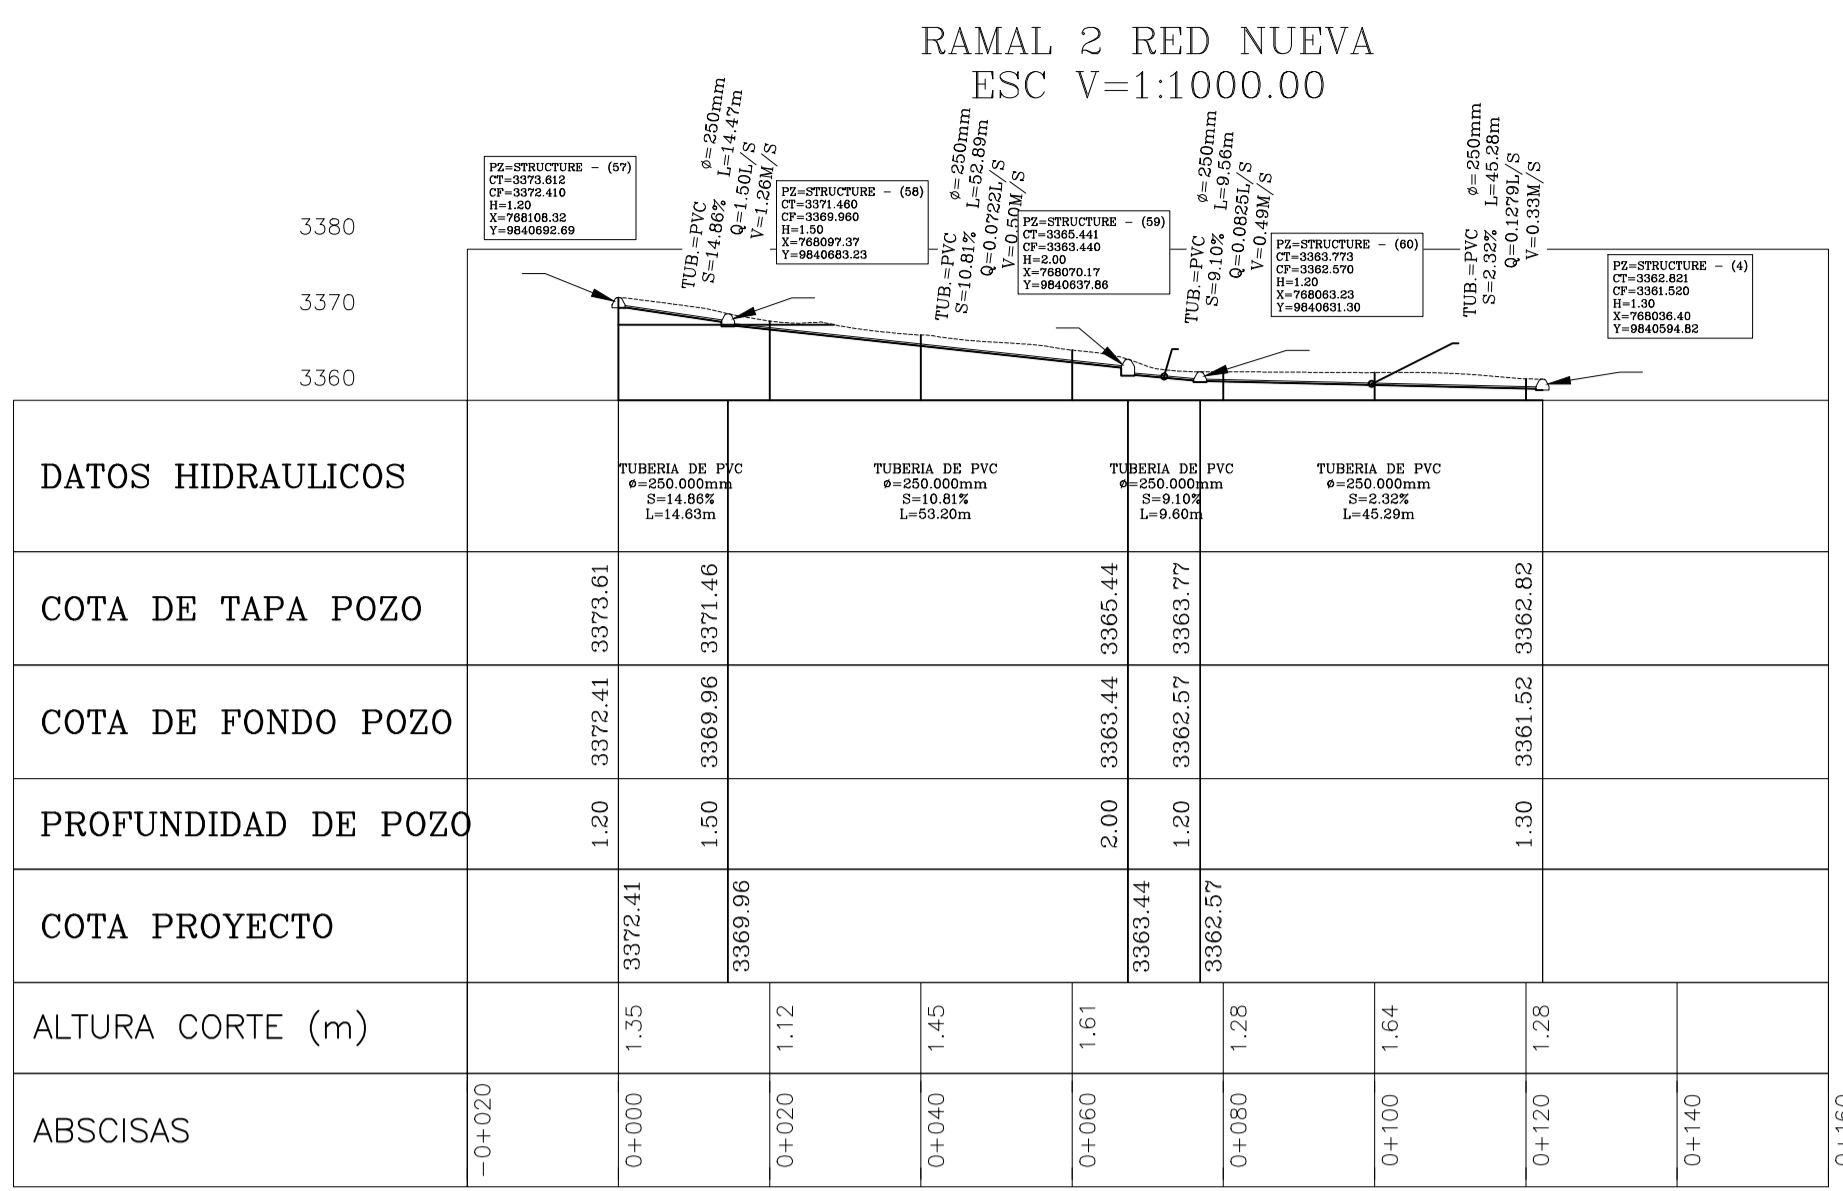 RAMAL 2 RED NUEVA
ESC V=1:1000.00
PZ=STRUCTURE - (57)
CT=3373.612
CF=3372.410
H=1.20
X=768108.32
Y=9840692.69
TUB.=PVC ø=250mm
S=14.86% L=14.47m
Q=1.50L/S
V=1.26M/S
PZ=STRUCTURE - (58)
CT=3371.460
CF=3369.960
H=1.50
X=768097.37
Y=9840683.23
TUB.=PVC ø=250mm
S=10.81% L=52.89m
Q=0.0722L/S
V=0.50M/S
PZ=STRUCTURE - (59)
CT=3365.441
CF=3363.440
H=2.00
X=768070.17
Y=9840637.86
TUB.=PVC ø=250mm
S=9.10% L=9.56m
Q=0.0825L/S
V=0.49M/S
PZ=STRUCTURE - (60)
CT=3363.773
CF=3362.570
H=1.20
X=768063.23
Y=9840631.30
TUB.=PVC ø=250mm
S=2.32% L=45.28m
Q=0.1279L/S
V=0.33M/S
PZ=STRUCTURE - (4)
CT=3362.821
CF=3361.520
H=1.30
X=768036.40
Y=9840594.82
3380
3370
3360
DATOS HIDRAULICOS
TUBERIA DE PVC
ø=250.000mm
S=14.86%
L=14.63m
TUBERIA DE PVC
ø=250.000mm
S=10.81%
L=53.20m
TUBERIA DE PVC
ø=250.000mm
S=9.10%
L=9.60m
TUBERIA DE PVC
ø=250.000mm
S=2.32%
L=45.29m
COTA DE TAPA POZO
3373.61
3371.46
3365.44
3363.77
3362.82
COTA DE FONDO POZO
3372.41
3369.96
3363.44
3362.57
3361.52
PROFUNDIDAD DE POZO
1.20
1.50
2.00
1.20
1.30
COTA PROYECTO
3372.41
3369.96
3363.44
3362.57
ALTURA CORTE (m)
1.35
1.12
1.45
1.61
1.28
1.64
1.28
ABSCISAS
-0+020
0+000
0+020
0+040
0+060
0+080
0+100
0+120
0+140
0+160